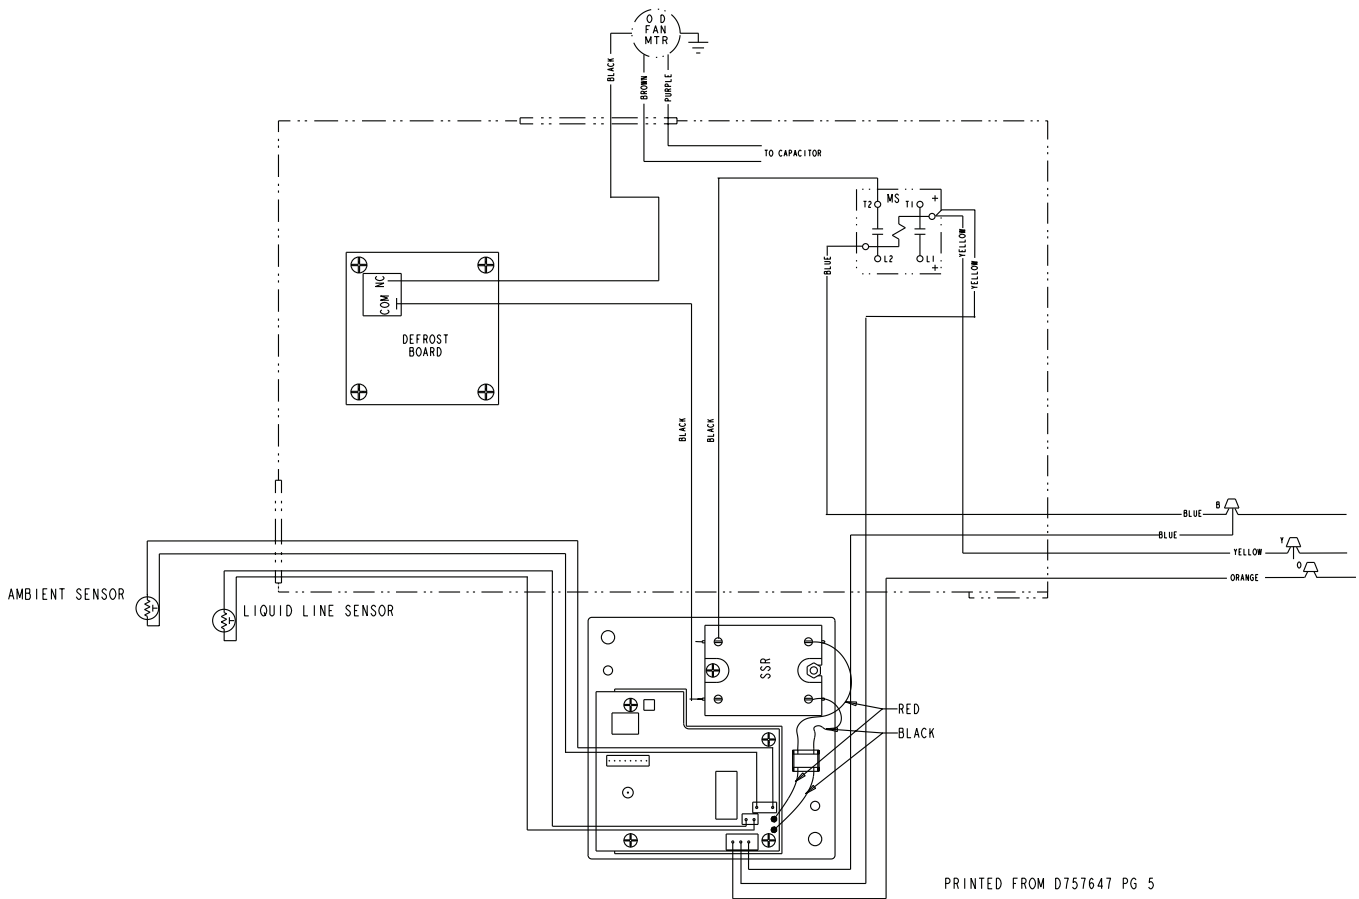 O D
FAN
MTR
BLACK
BROWN
PURPLE
TO CAPACITOR
T2
MS
T1
+
L2
L1
+
BLUE
YELLOW
YELLOW
NC
COM
DEFROST
BOARD
BLACK
BLACK
B
BLUE
BLUE
Y
YELLOW
O
ORANGE
AMBIENT SENSOR
LIQUID LINE SENSOR
SSR
RED
BLACK
PRINTED FROM D757647 PG 5